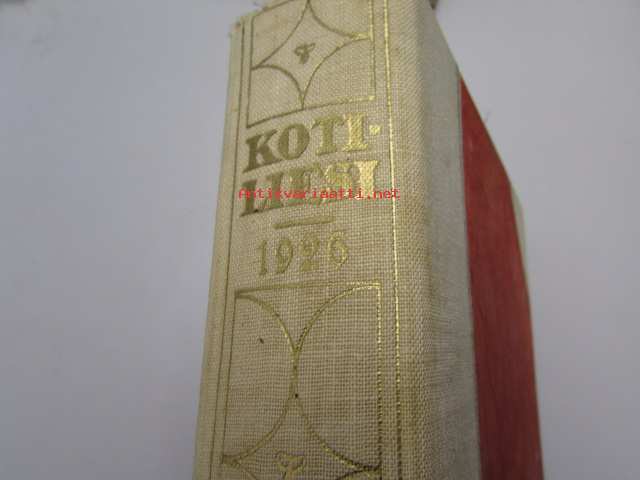 KOTI-
LIESI
Antikvariaatti.net
1926